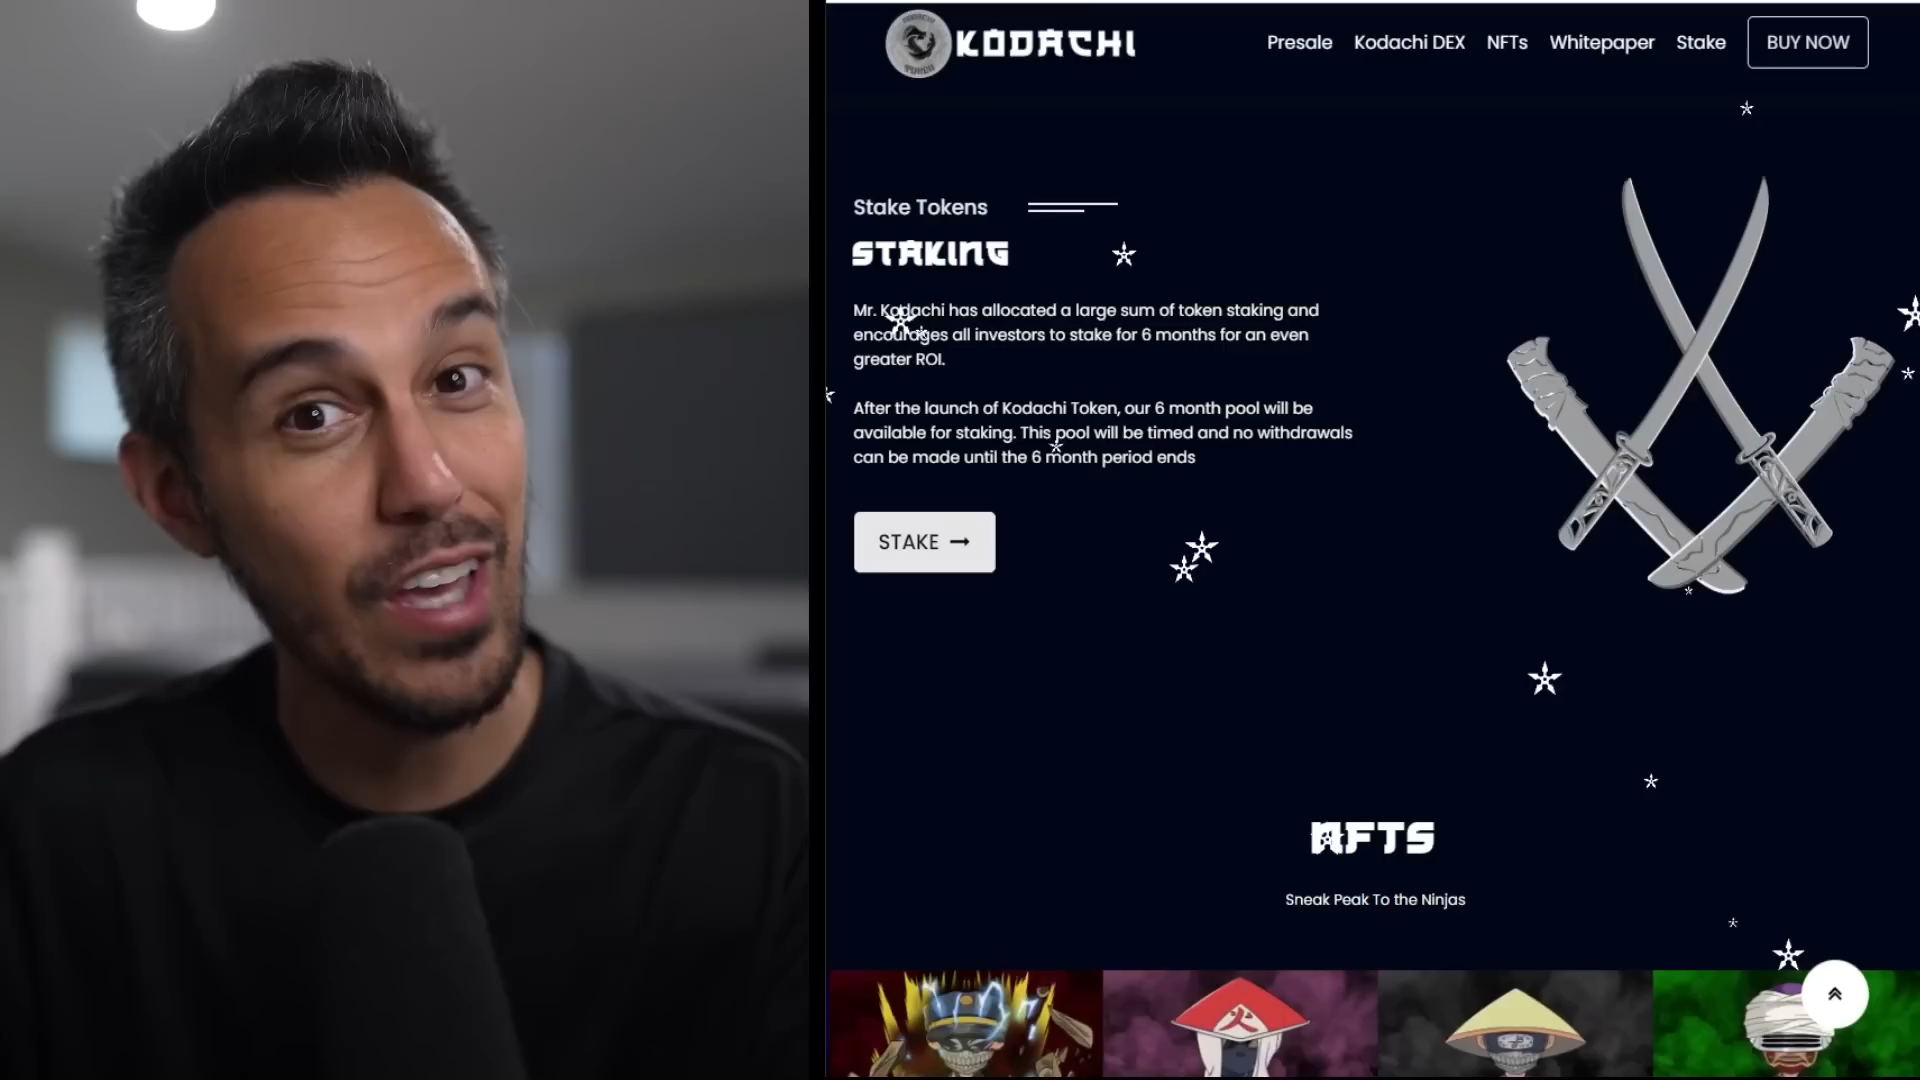 KODACHI
Presale Kodachi DEX NFTs Whitepaper Stake BUY NOW
Stake Tokens
STAKING
Mr. Kodachi has allocated a large sum of token staking and
encourages all investors to stake for 6 months for an even
greater ROI.
After the launch of Kodachi Token, our 6 month pool will be
available for staking. This pool will be timed and no withdrawals
can be made until the 6 month period ends
STAKE
NFTS
Sneak Peak To the Ninjas
火